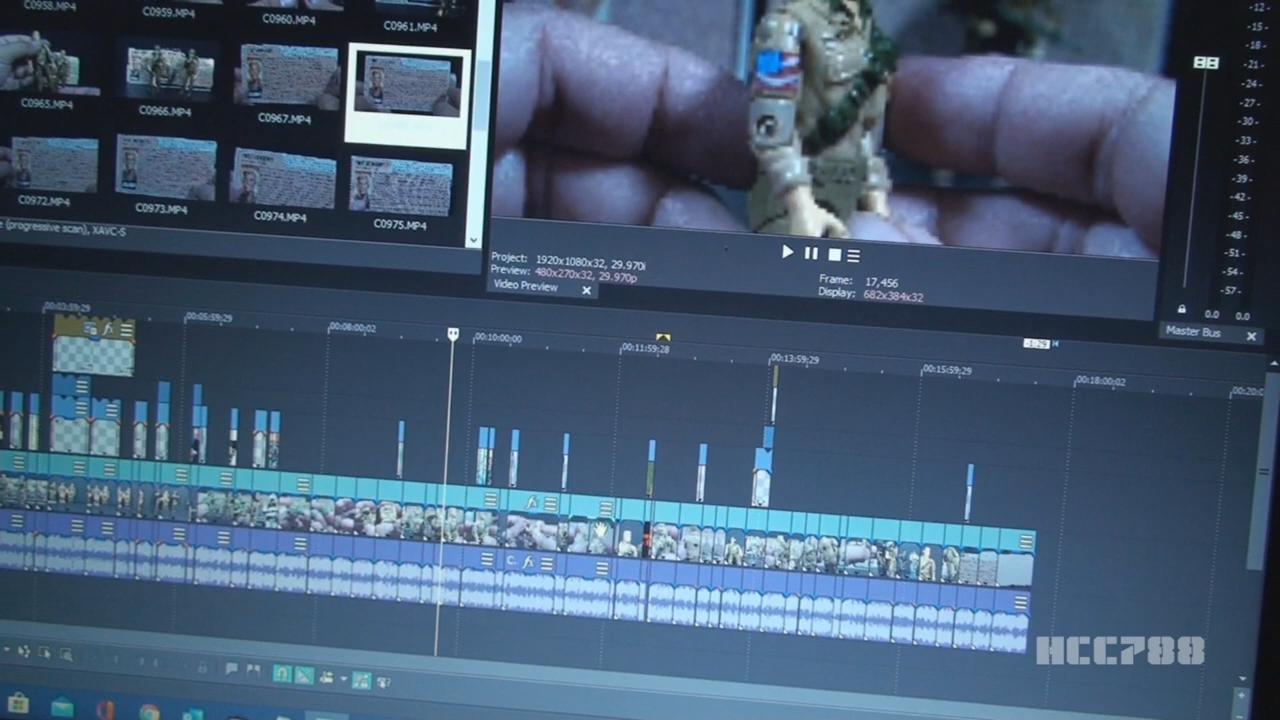 C0958.MP4
C0959.MP4
C0960.MP4
C0961.MP4
C0965.MP4
C0966.MP4
C0967.MP4
C0972.MP4
C0973.MP4
C0974.MP4
C0975.MP4
(progressive scan), XAVC-S
Project: 1920x1080x32, 29.970i
Preview: 480x270x32, 29.970p
Video Preview
Frame: 17,456
Display: 682x384x32
-12-
-15-
-18-
-21-
-24-
-27-
-30-
-33-
-36-
-39-
-42-
-45-
-48-
-51-
-54-
-57-
0.0 0.0
Master Bus
00:03:59:29
00:05:59:29
00:08:00:02
00:10:00:00
00:11:59:28
00:13:59:29
00:15:59:29
00:18:00:02
00:20:0
-1:29
HCC788